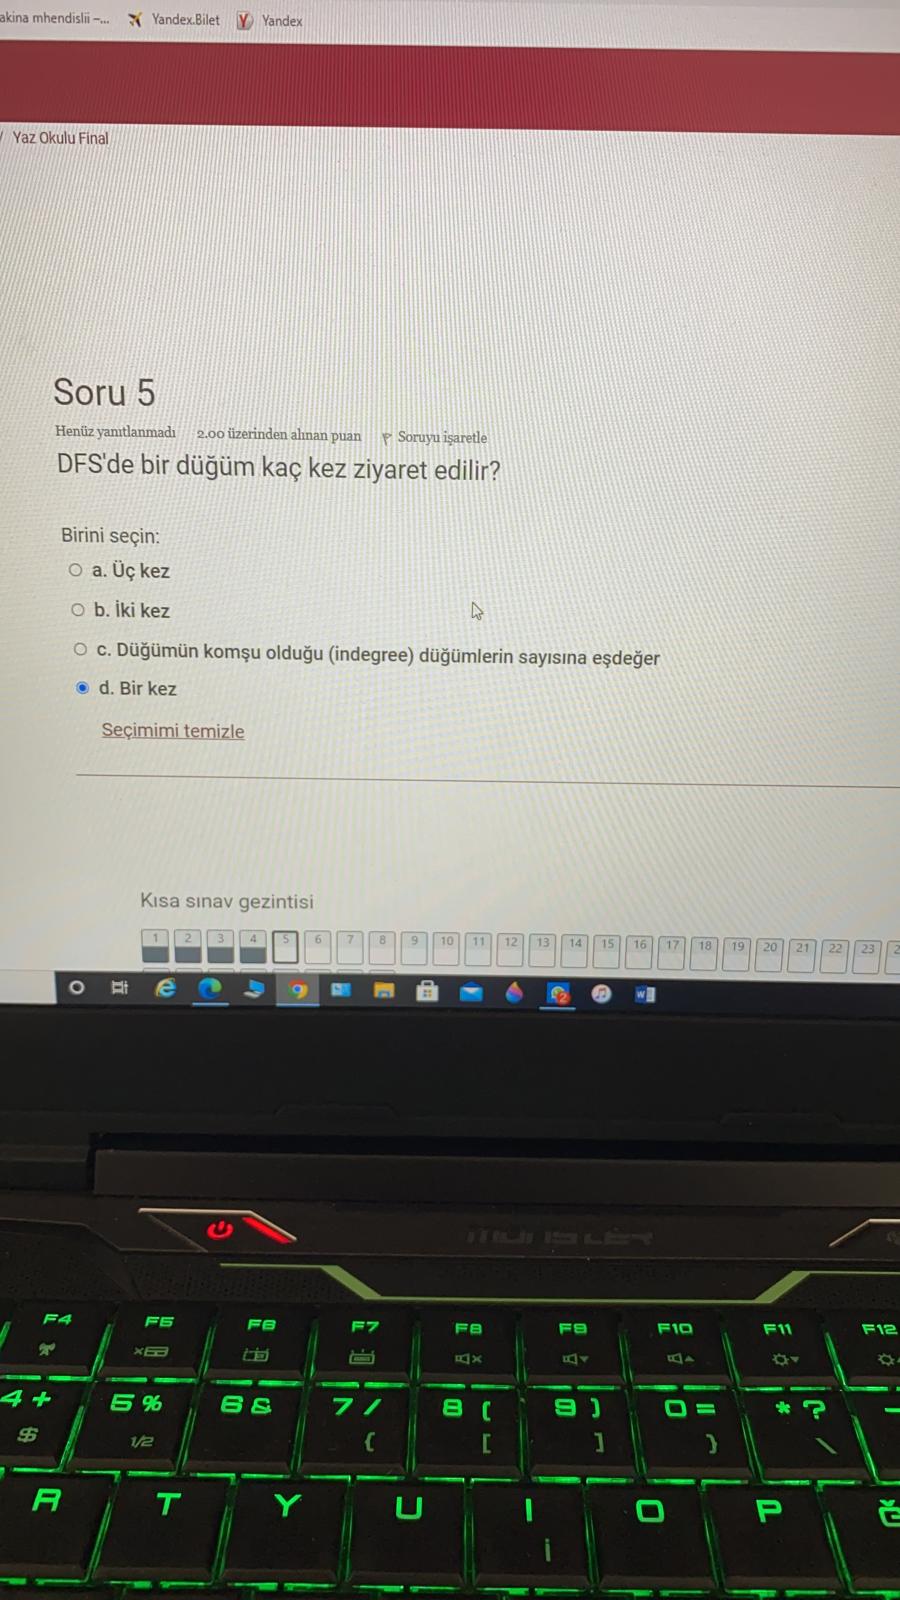 akina mhendislii –...
Yandex.Bilet
Yandex
/ Yaz Okulu Final
Soru 5
Henüz yanıtlanmadı 2.00 üzerinden alınan puan Soruyu işaretle
DFS'de bir düğüm kaç kez ziyaret edilir?
Birini seçin:
a. Üç kez
b. İki kez
c. Düğümün komşu olduğu (indegree) düğümlerin sayısına eşdeğer
d. Bir kez
Seçimimi temizle
Kısa sınav gezintisi
1 2 3 4 5 6 7 8 9 10 11 12 13 14 15 16 17 18 19 20 21 22 23 2
2
W
MONSTER
F4 F5 F6 F7 F8 F9 F10 F11 F12
4 + 5 % 6 & 7 / 8 ( 9 ) 0 = * ? -
$ 1/2 { [ ] } \
R T Y U I O P Ğ
i